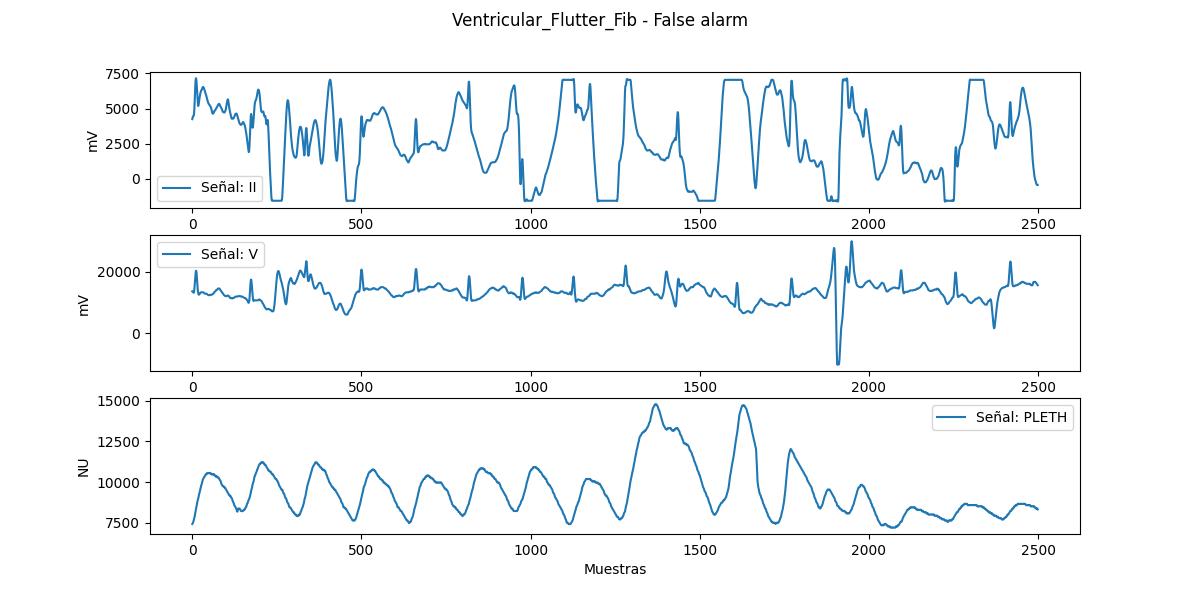 Ventricular_Flutter_Fib - False alarm
7500
5000
2500
0
mV
Señal: II
0 500 1000 1500 2000 2500
20000
0
mV
Señal: V
0 500 1000 1500 2000 2500
15000
12500
10000
7500
NU
Señal: PLETH
0 500 1000 1500 2000 2500
Muestras